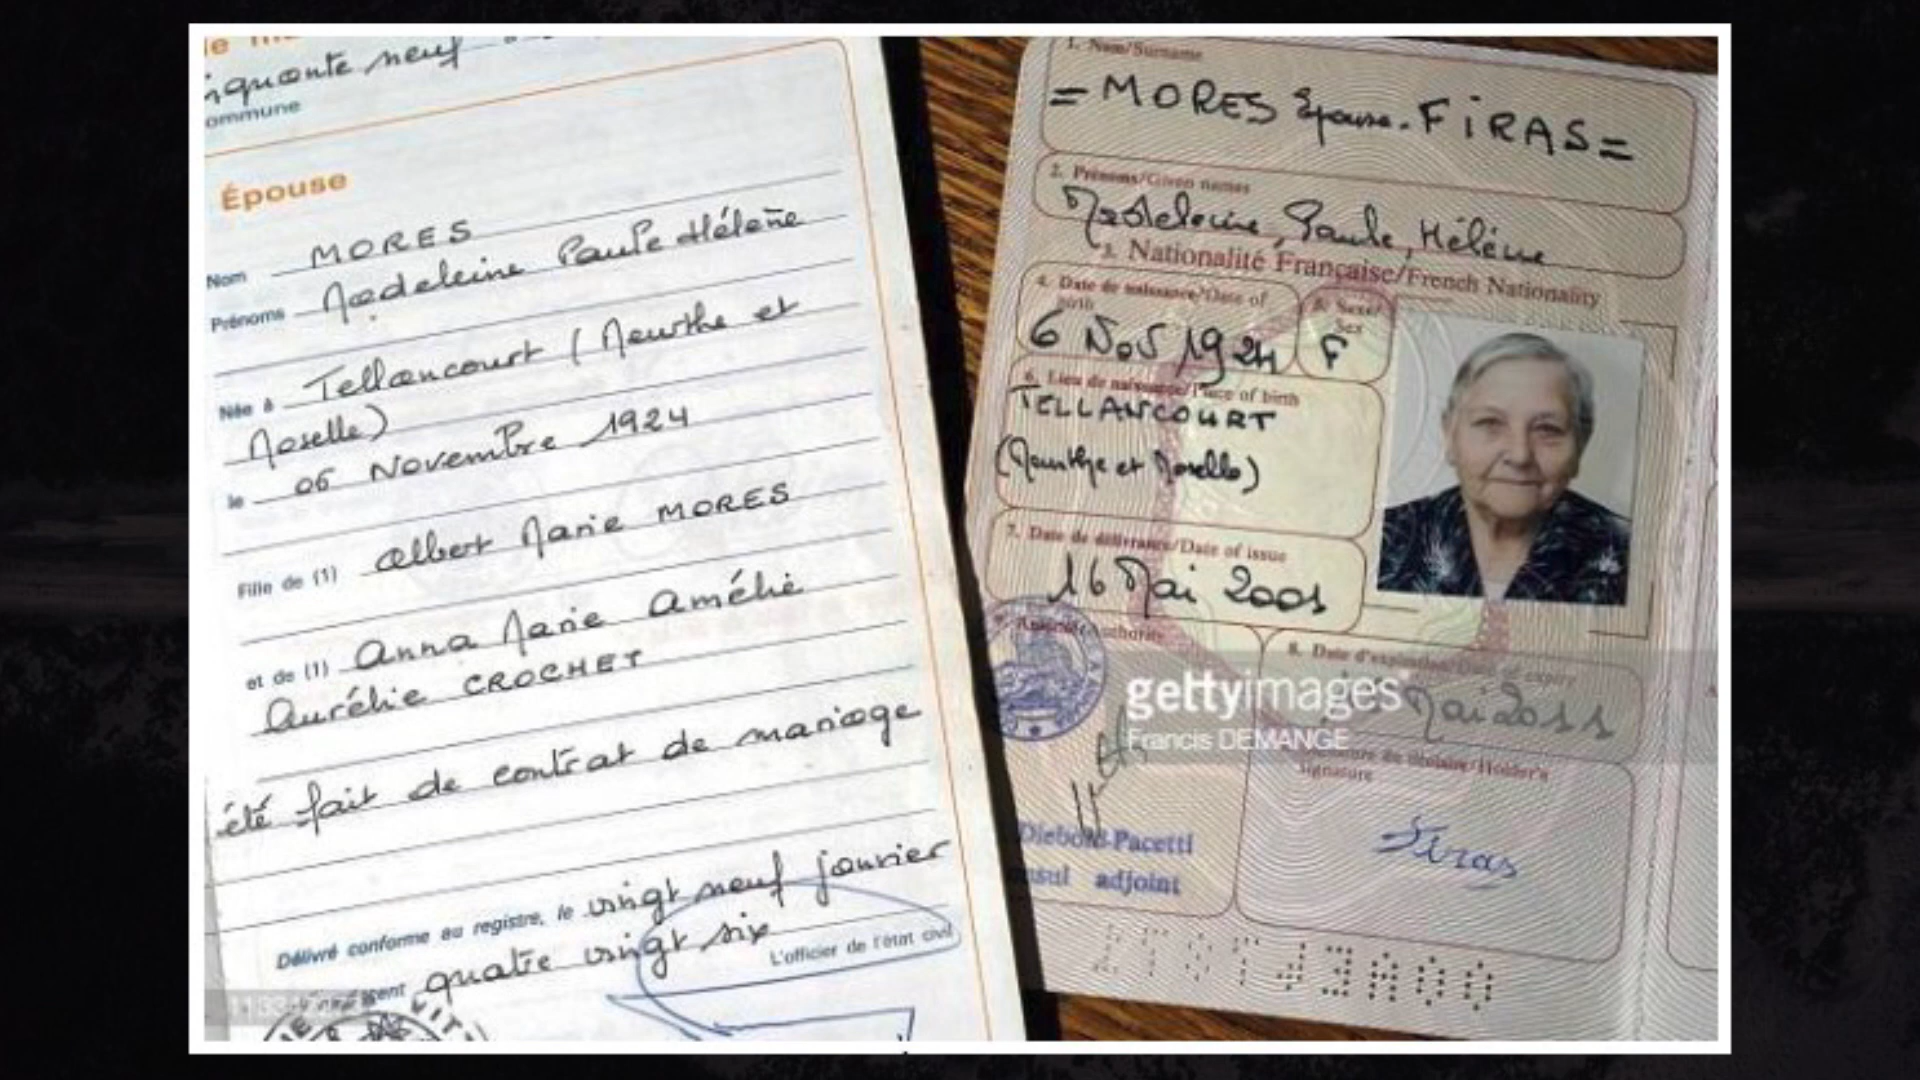 iquante neuf
ommune
Épouse
Nom MORES
Prénoms Madeleine Paule Hélène
Née à Tellancourt (Meurthe et
Moselle)
le 06 Novembre 1924
Fille de (1) Albert Marie MORES
et de (1) Anna Marie Amélie
Aurélie CROCHET
été fait de contrat de mariage
Délivré conforme au registre, le vingt neuf janvier
quatre vingt six
L'officier de l'état civil
1. Nom/Surname
= MORES Epouse. FIRAS =
2. Prénoms/Given names
Madeleine, Paule, Hélène
3. Nationalité Française/French Nationality
4. Date de naissance/Date of birth
6 Nov 1924
5. Sexe/Sex
F
6. Lieu de naissance/Place of birth
TELLANCOURT
(Meurthe et Moselle)
7. Date de délivrance/Date of issue
16 Mai 2001
9. Autorité/Authority
8. Date d'expiration/Date of expiry
Mai 2011
gettyimages
Francis DEMANGE
ture du titulaire/Holder's
signature
Firas
Diebold-Pacetti
nsul adjoint